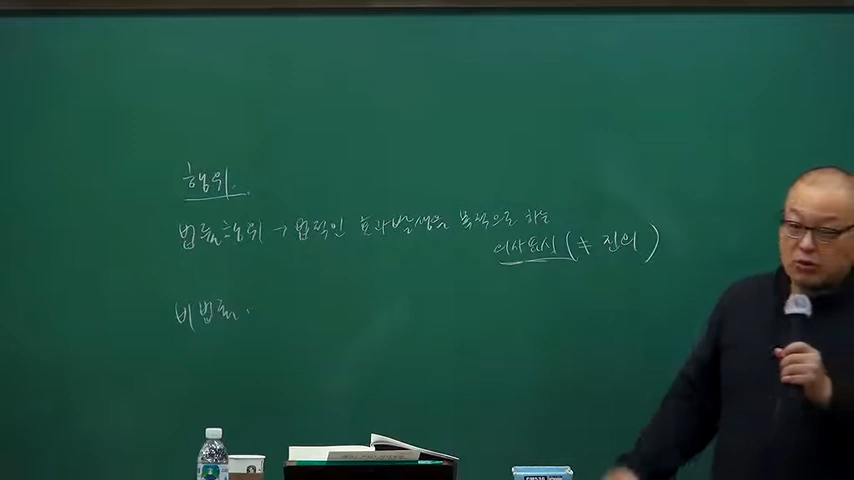 행위.
법률행위 → 법적인 효과발생을 목적으로 하는
의사표시 (≠ 진의)
비법률.